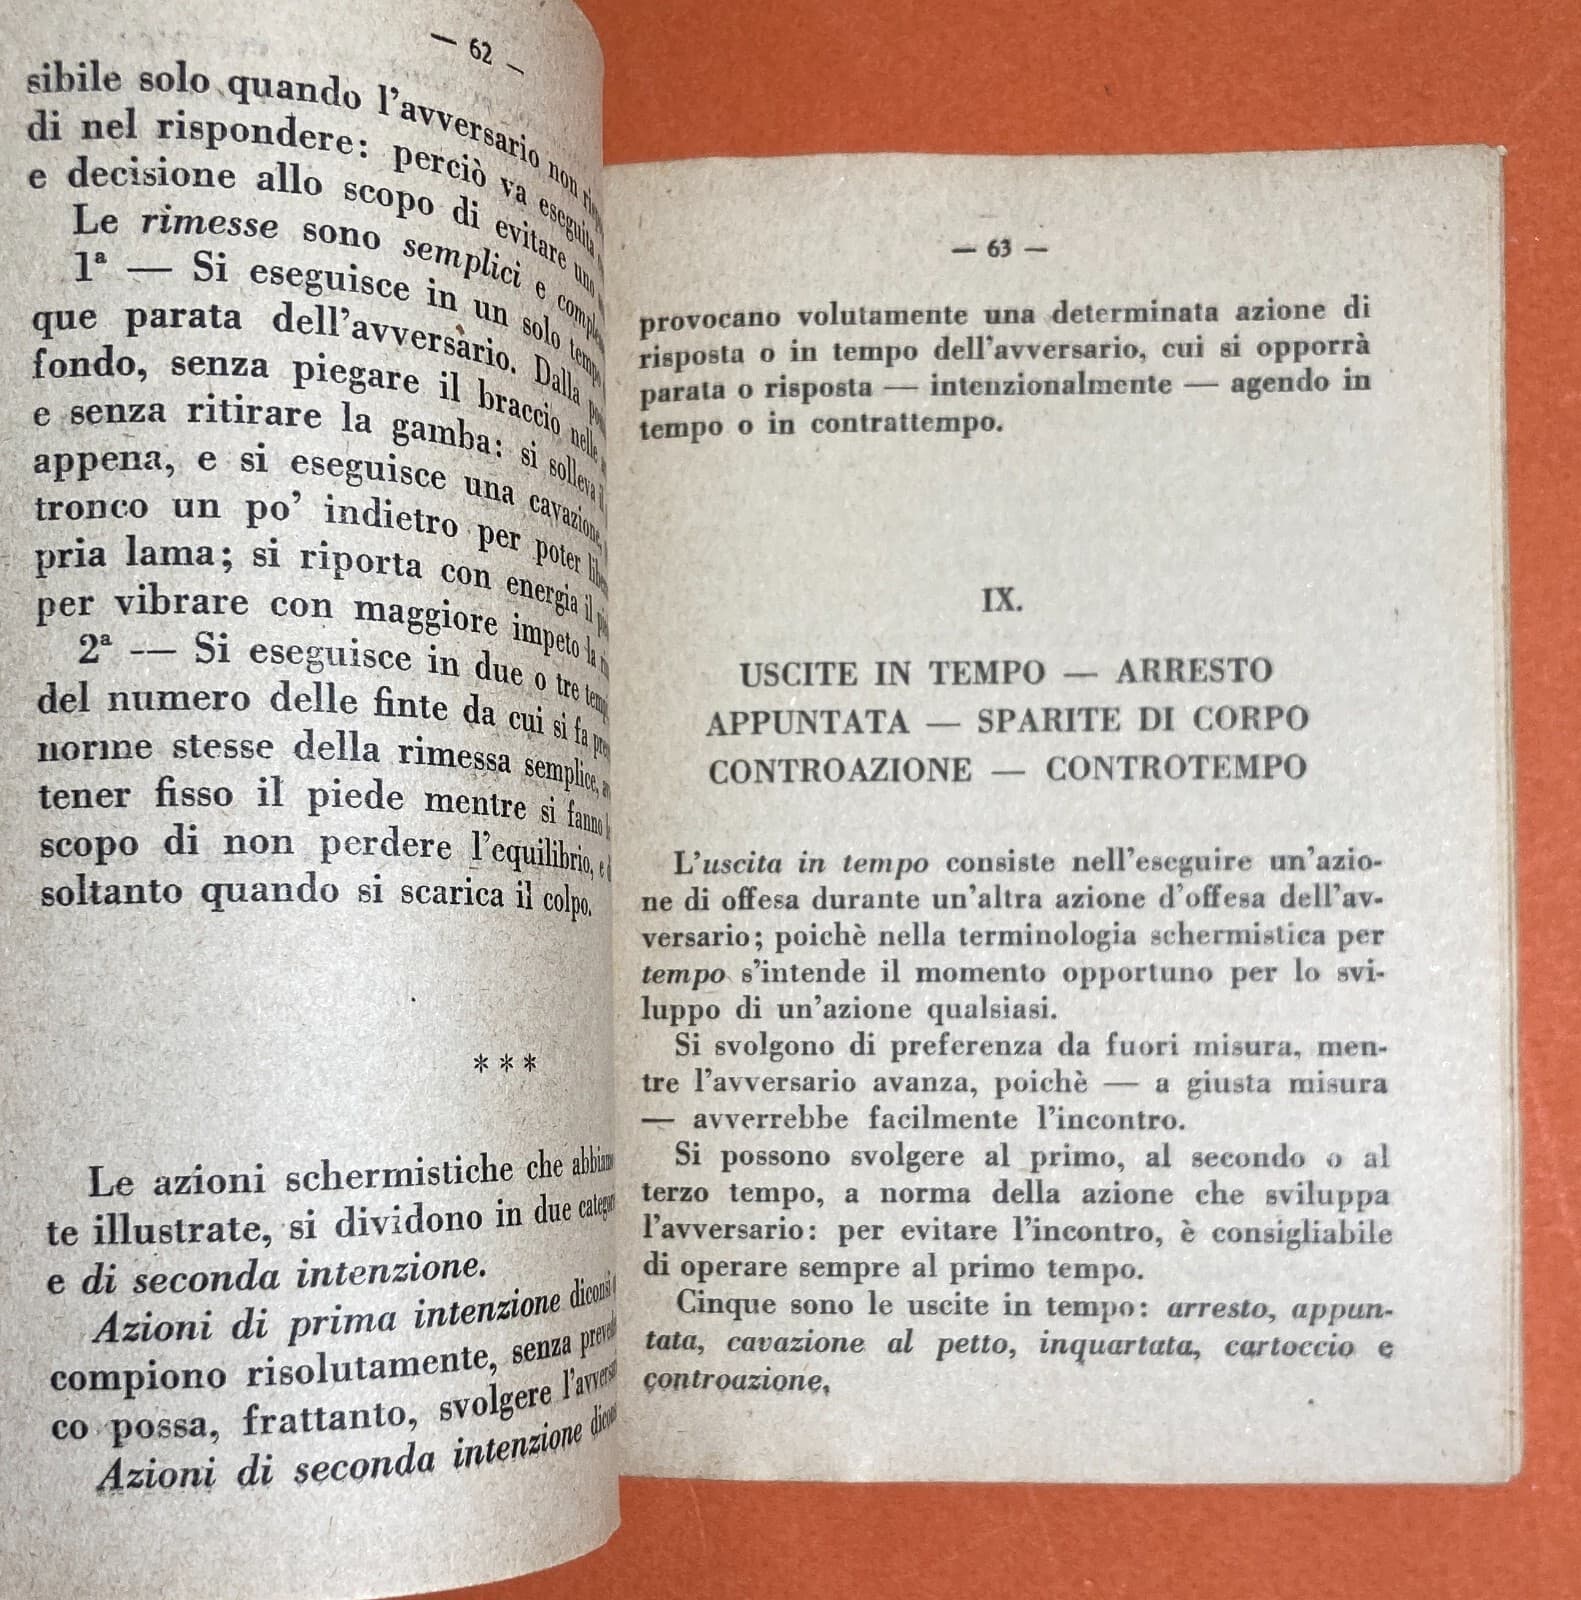 — 62 —
sibile solo quando l'avversario non
di nel rispondere: perciò va eseguita
e decisione allo scopo di evitare uno
Le rimesse sono semplici e
1ª — Si eseguisce in un solo tempo
que parata dell'avversàrio. Dalla
fondo, senza piegare il braccio nelle
e senza ritirare la gamba: si solleva il
appena, e si eseguisce una cavazione,
tronco un po' indietro per poter
pria lama; si riporta con energia il
per vibrare con maggiore impeto la
2ª — Si eseguisce in due o tre
del numero delle finte da cui si fa
norme stesse della rimessa semplice,
tener fisso il piede mentre si fanno
scopo di non perdere l'equilibrio, e
soltanto quando si scarica il colpo.
* * *
Le azioni schermistiche che
te illustrate, si dividono in due
e di seconda intenzione.
Azioni di prima intenzione diconsi
compiono risolutamente, senza
co possa, frattanto, svolgere
Azioni di seconda intenzione
— 63 —
provocano volutamente una determinata azione di
risposta o in tempo dell'avversario, cui si opporrà
parata o risposta — intenzionalmente — agendo in
tempo o in contrattempo.
IX.
USCITE IN TEMPO — ARRESTO
APPUNTATA — SPARITE DI CORPO
CONTROAZIONE — CONTROTEMPO
L'uscita in tempo consiste nell'eseguire un'azio-
ne di offesa durante un'altra azione d'offesa dell'av-
versario; poichè nella terminologia schermistica per
tempo s'intende il momento opportuno per lo svi-
luppo di un'azione qualsiasi.
Si svolgono di preferenza da fuori misura, men-
tre l'avversario avanza, poichè — a giusta misura
— avverrebbe facilmente l'incontro.
Si possono svolgere al primo, al secondo o al
terzo tempo, a norma della azione che sviluppa
l'avversario: per evitare l'incontro, è consigliabile
di operare sempre al primo tempo.
Cinque sono le uscite in tempo: arresto, appun-
tata, cavazione al petto, inquartata, cartoccio e
controazione,